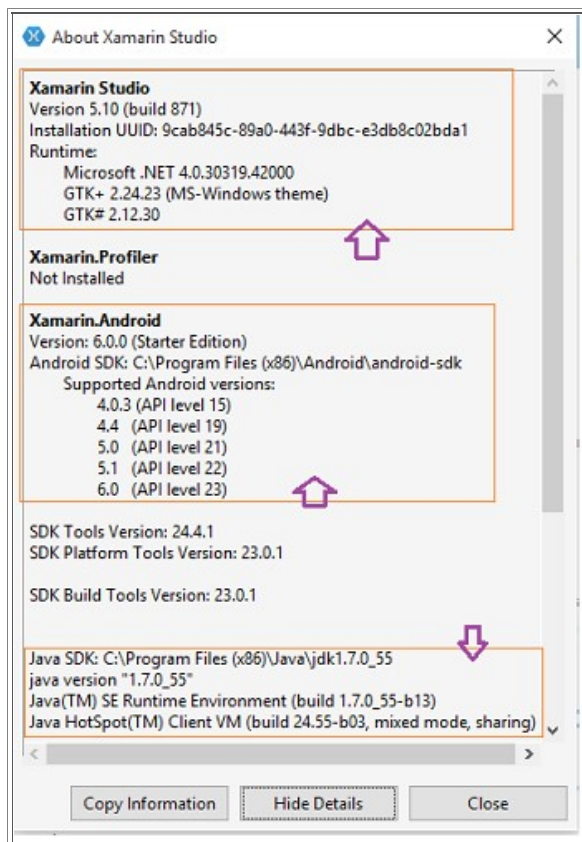 About Xamarin Studio
Xamarin Studio
Version 5.10 (build 871)
Installation UUID: 9cab845c-89a0-443f-9dbc-e3db8c02bda1
Runtime:
Microsoft .NET 4.0.30319.42000
GTK+ 2.24.23 (MS-Windows theme)
GTK# 2.12.30
Xamarin.Profiler
Not Installed
Xamarin.Android
Version: 6.0.0 (Starter Edition)
Android SDK: C:\Program Files (x86)\Android\android-sdk
Supported Android versions:
4.0.3 (API level 15)
4.4 (API level 19)
5.0 (API level 21)
5.1 (API level 22)
6.0 (API level 23)
SDK Tools Version: 24.4.1
SDK Platform Tools Version: 23.0.1
SDK Build Tools Version: 23.0.1
Java SDK: C:\Program Files (x86)\Java\jdk1.7.0_55
java version "1.7.0_55"
Java(TM) SE Runtime Environment (build 1.7.0_55-b13)
Java HotSpot(TM) Client VM (build 24.55-b03, mixed mode, sharing)
Copy Information Hide Details Close